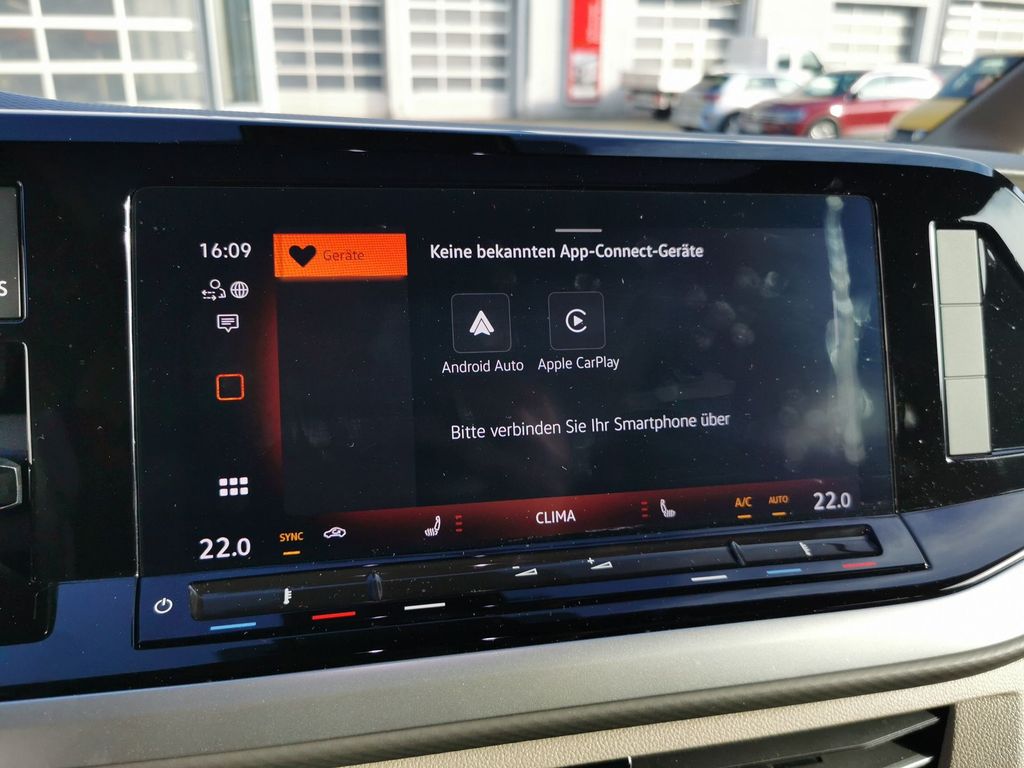 16:09
Geräte
Keine bekannten App-Connect-Geräte
Android Auto
Apple CarPlay
Bitte verbinden Sie Ihr Smartphone über
22.0
SYNC
CLIMA
A/C
AUTO
22.0
S